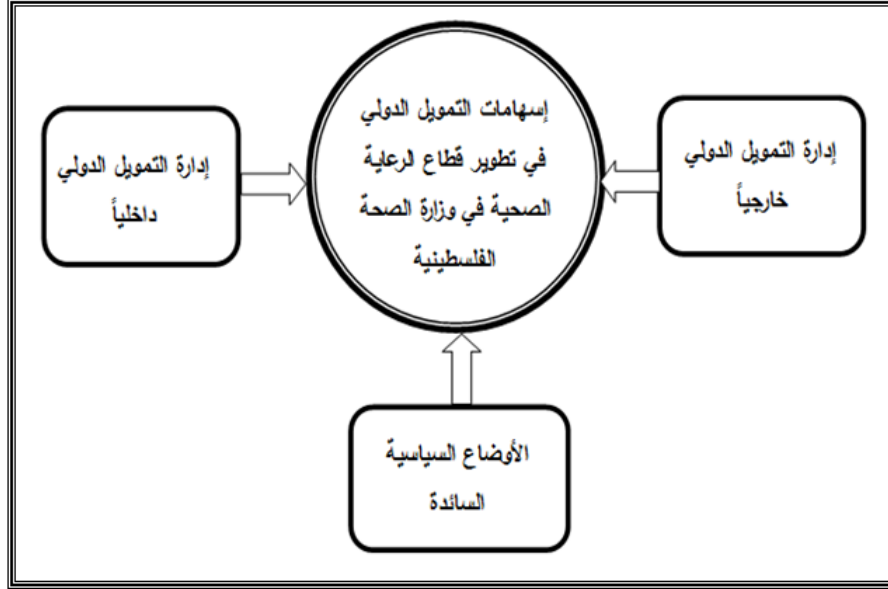 إسهامات التمويل الدولي
في تطوير قطاع الرعاية
الصحية في وزارة الصحة
الفلسطينية
إدارة التمويل الدولي
خارجياً
إدارة التمويل الدولي
داخلياً
الأوضاع السياسية
السائدة